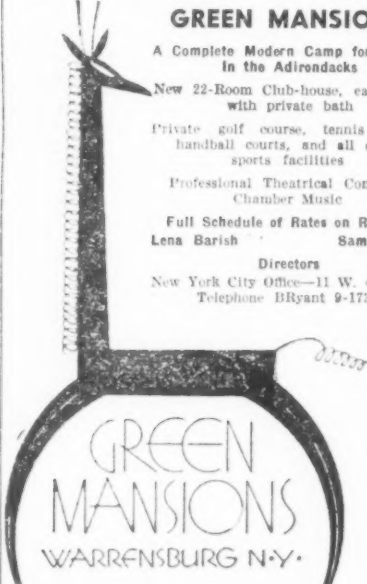 GREEN MANSIO
A Complete Modern Camp fo
In the Adirondacks
New 22-Room Club-house, ea
with private bath
Private golf course, tennis
handball courts, and all
sports facilities
Professional Theatrical Co
Chamber Music
Full Schedule of Rates on R
Lena Barish Sam
Directors
New York City Office—11 W.
Telephone BRyant 9-17
GREEN
MANSIONS
WARRENSBURG N·Y·